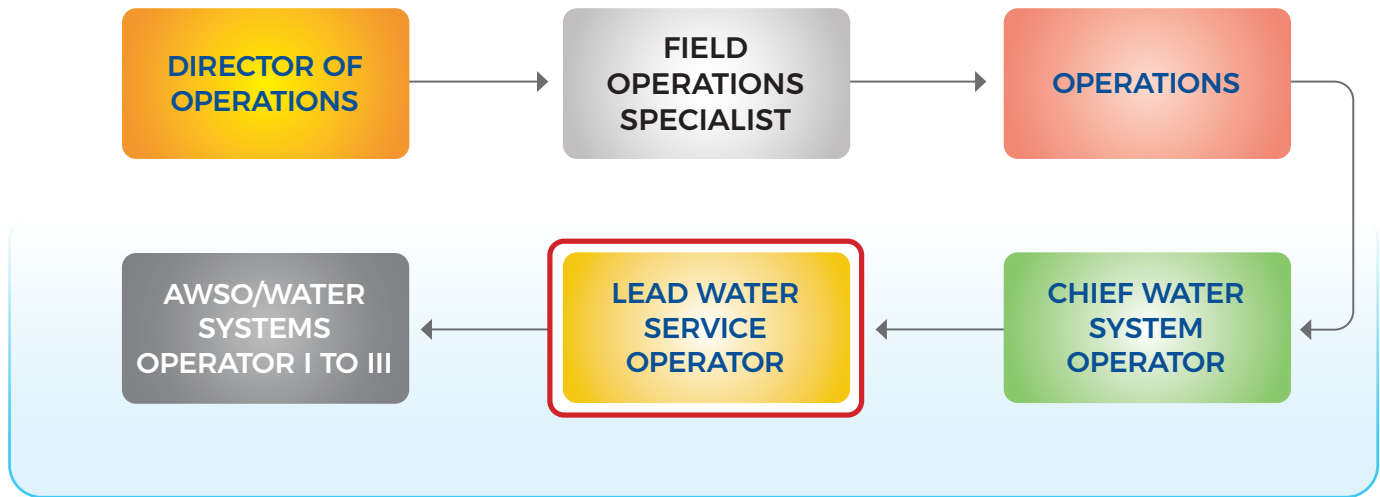 DIRECTOR OF
OPERATIONS
FIELD
OPERATIONS
SPECIALIST
OPERATIONS
AWSO/WATER
SYSTEMS
OPERATOR I TO III
LEAD WATER
SERVICE
OPERATOR
CHIEF WATER
SYSTEM
OPERATOR